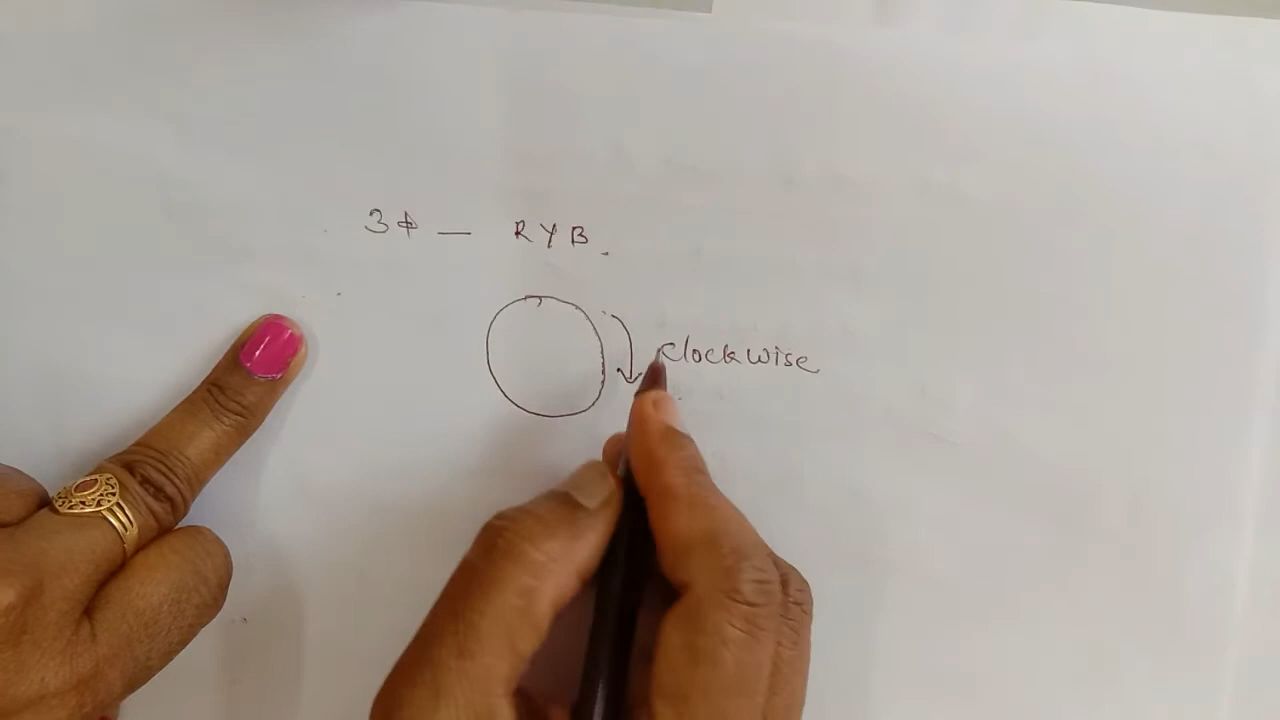 3ϕ — RYB.
clockwise